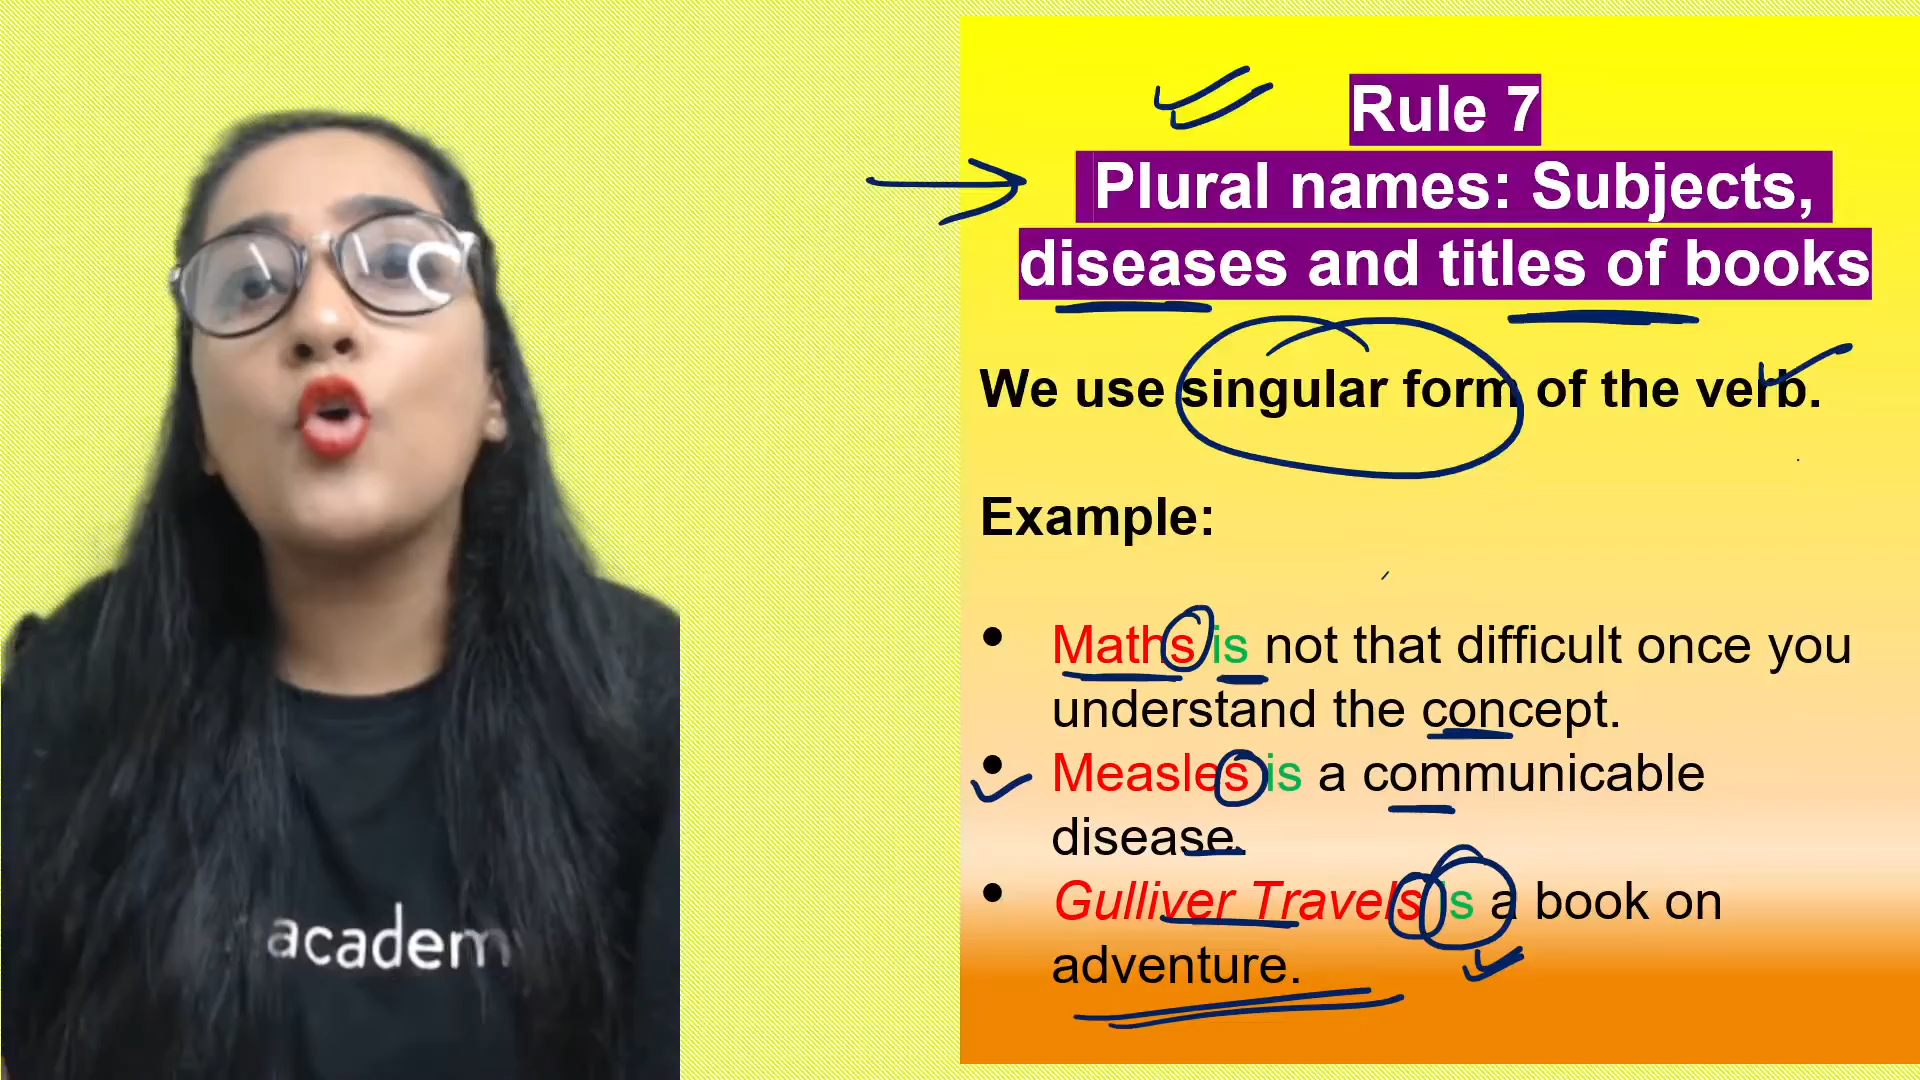 Rule 7
Plural names: Subjects,
diseases and titles of books
We use singular form of the verb.
Example:
• Maths is not that difficult once you
understand the concept.
• Measles is a communicable
disease.
• Gulliver Travels is a book on
adventure.
academ